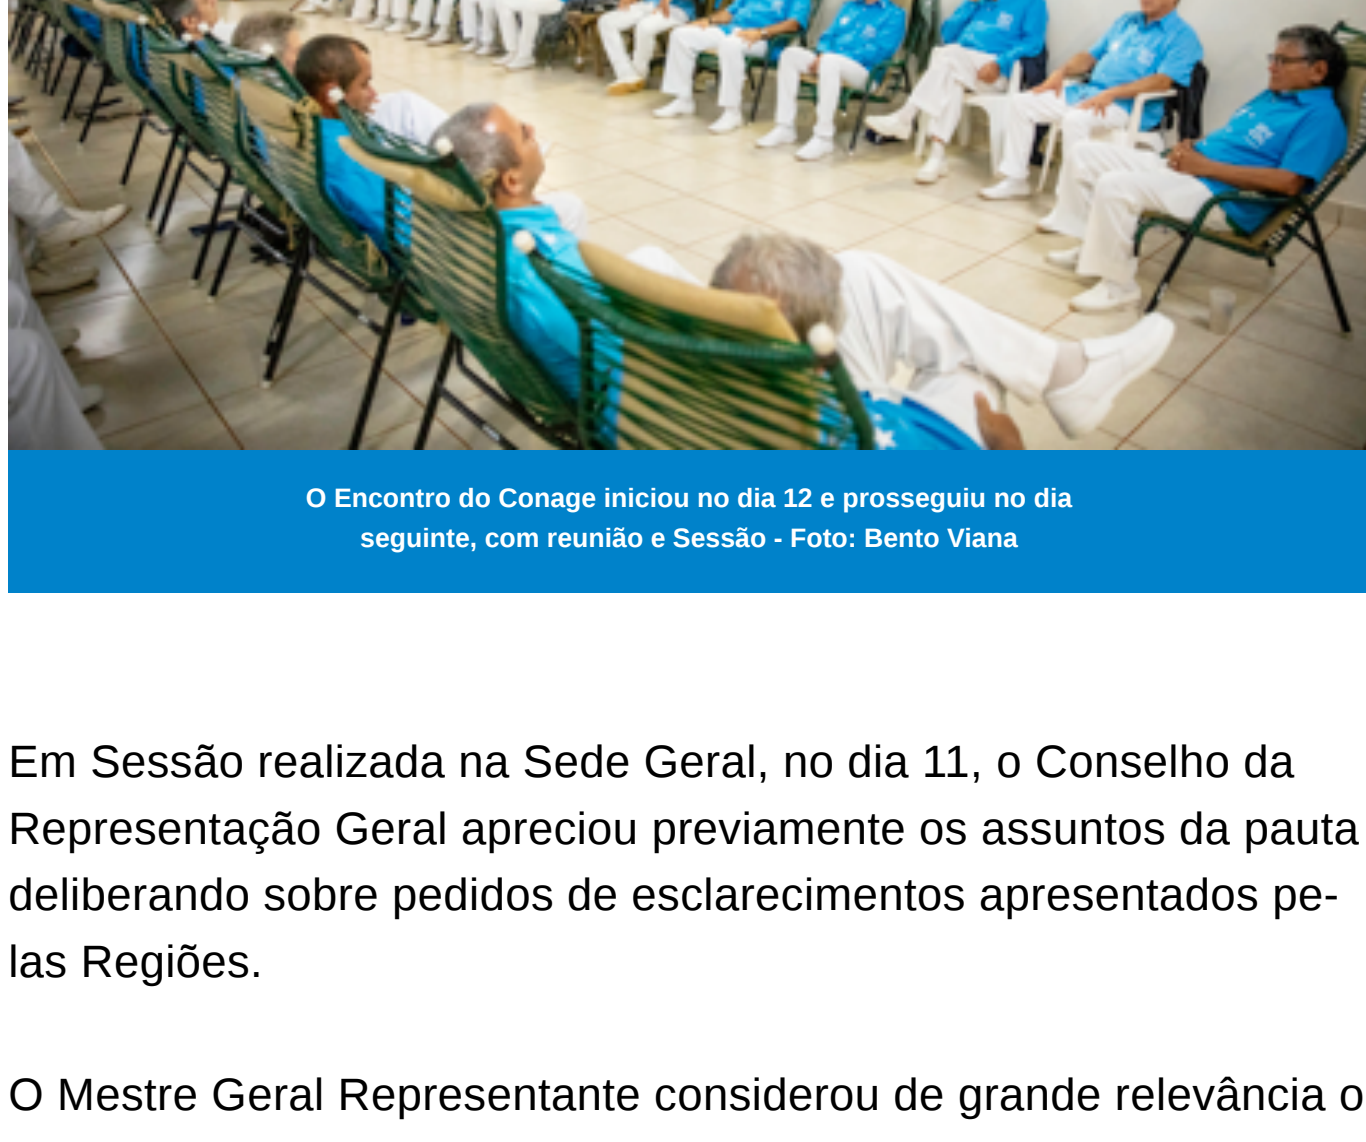 O Encontro do Conage iniciou no dia 12 e prosseguiu no dia
seguinte, com reunião e Sessão - Foto: Bento Viana
Em Sessão realizada na Sede Geral, no dia 11, o Conselho da
Representação Geral apreciou previamente os assuntos da pauta
deliberando sobre pedidos de esclarecimentos apresentados pe-
las Regiões.
O Mestre Geral Representante considerou de grande relevância o